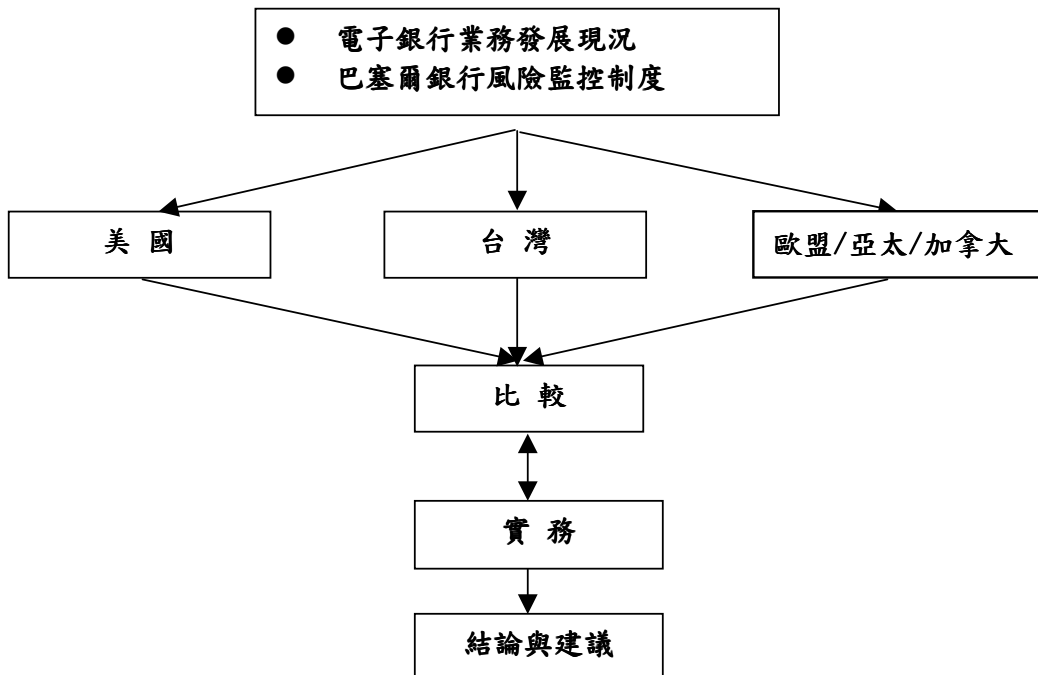 ● 電子銀行業務發展現況
● 巴塞爾銀行風險監控制度
美 國
台 灣
歐盟/亞太/加拿大
比 較
實 務
結論與建議